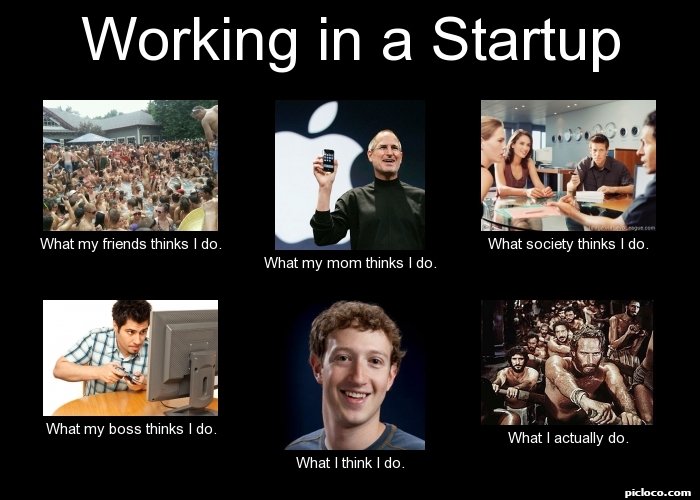 Working in a Startup
What my friends thinks I do.
What my mom thinks I do.
What society thinks I do.
What my boss thinks I do.
What I think I do.
What I actually do.
picloco.com